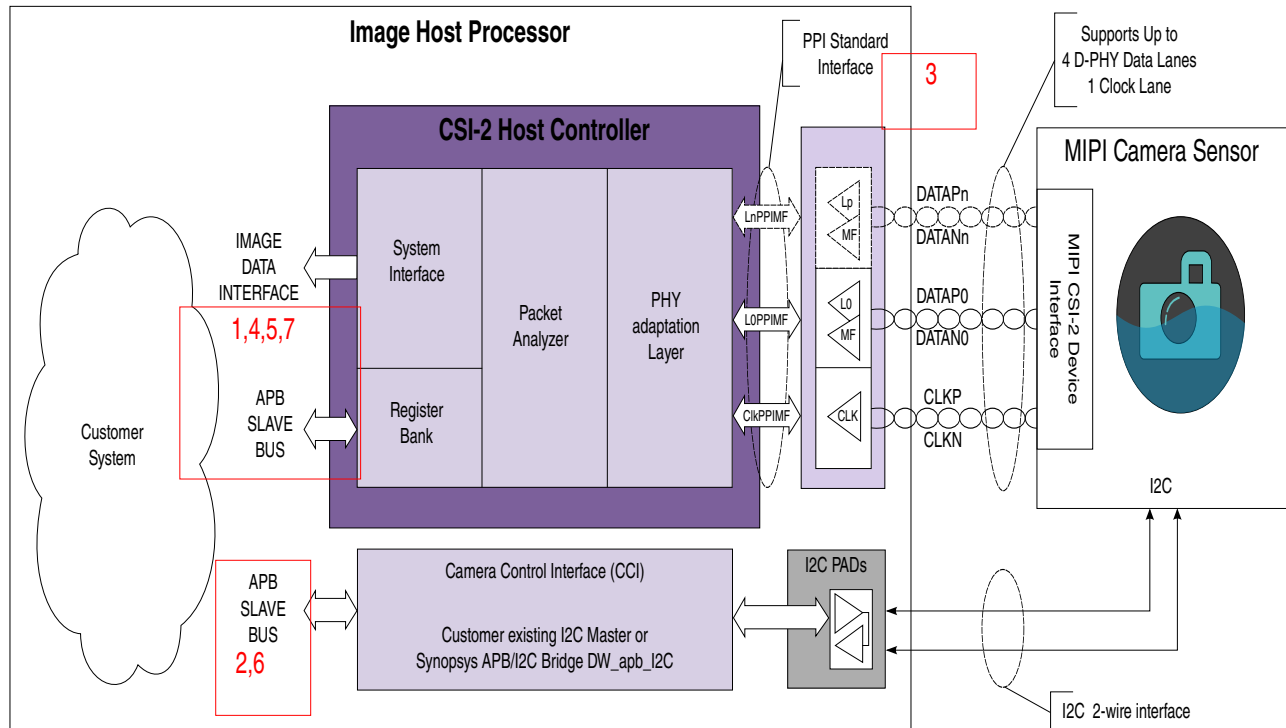 Image Host Processor
PPI Standard
Interface
3
Supports Up to
4 D-PHY Data Lanes
1 Clock Lane
CSI-2 Host Controller
MIPI Camera Sensor
IMAGE
DATA
INTERFACE
1,4,5,7
APB
SLAVE
BUS
Customer
System
System
Interface
Register
Bank
Packet
Analyzer
PHY
adaptation
Layer
LnPPIMF
L0PPIMF
ClkPPIMF
Lp
MF
L0
MF
CLK
DATAPn
DATANn
DATAP0
DATAN0
CLKP
CLKN
MIPI CSI-2 Device
Interface
I2C
APB
SLAVE
BUS
2,6
Camera Control Interface (CCI)
Customer existing I2C Master or
Synopsys APB/I2C Bridge DW_apb_I2C
I2C PADs
I2C 2-wire interface